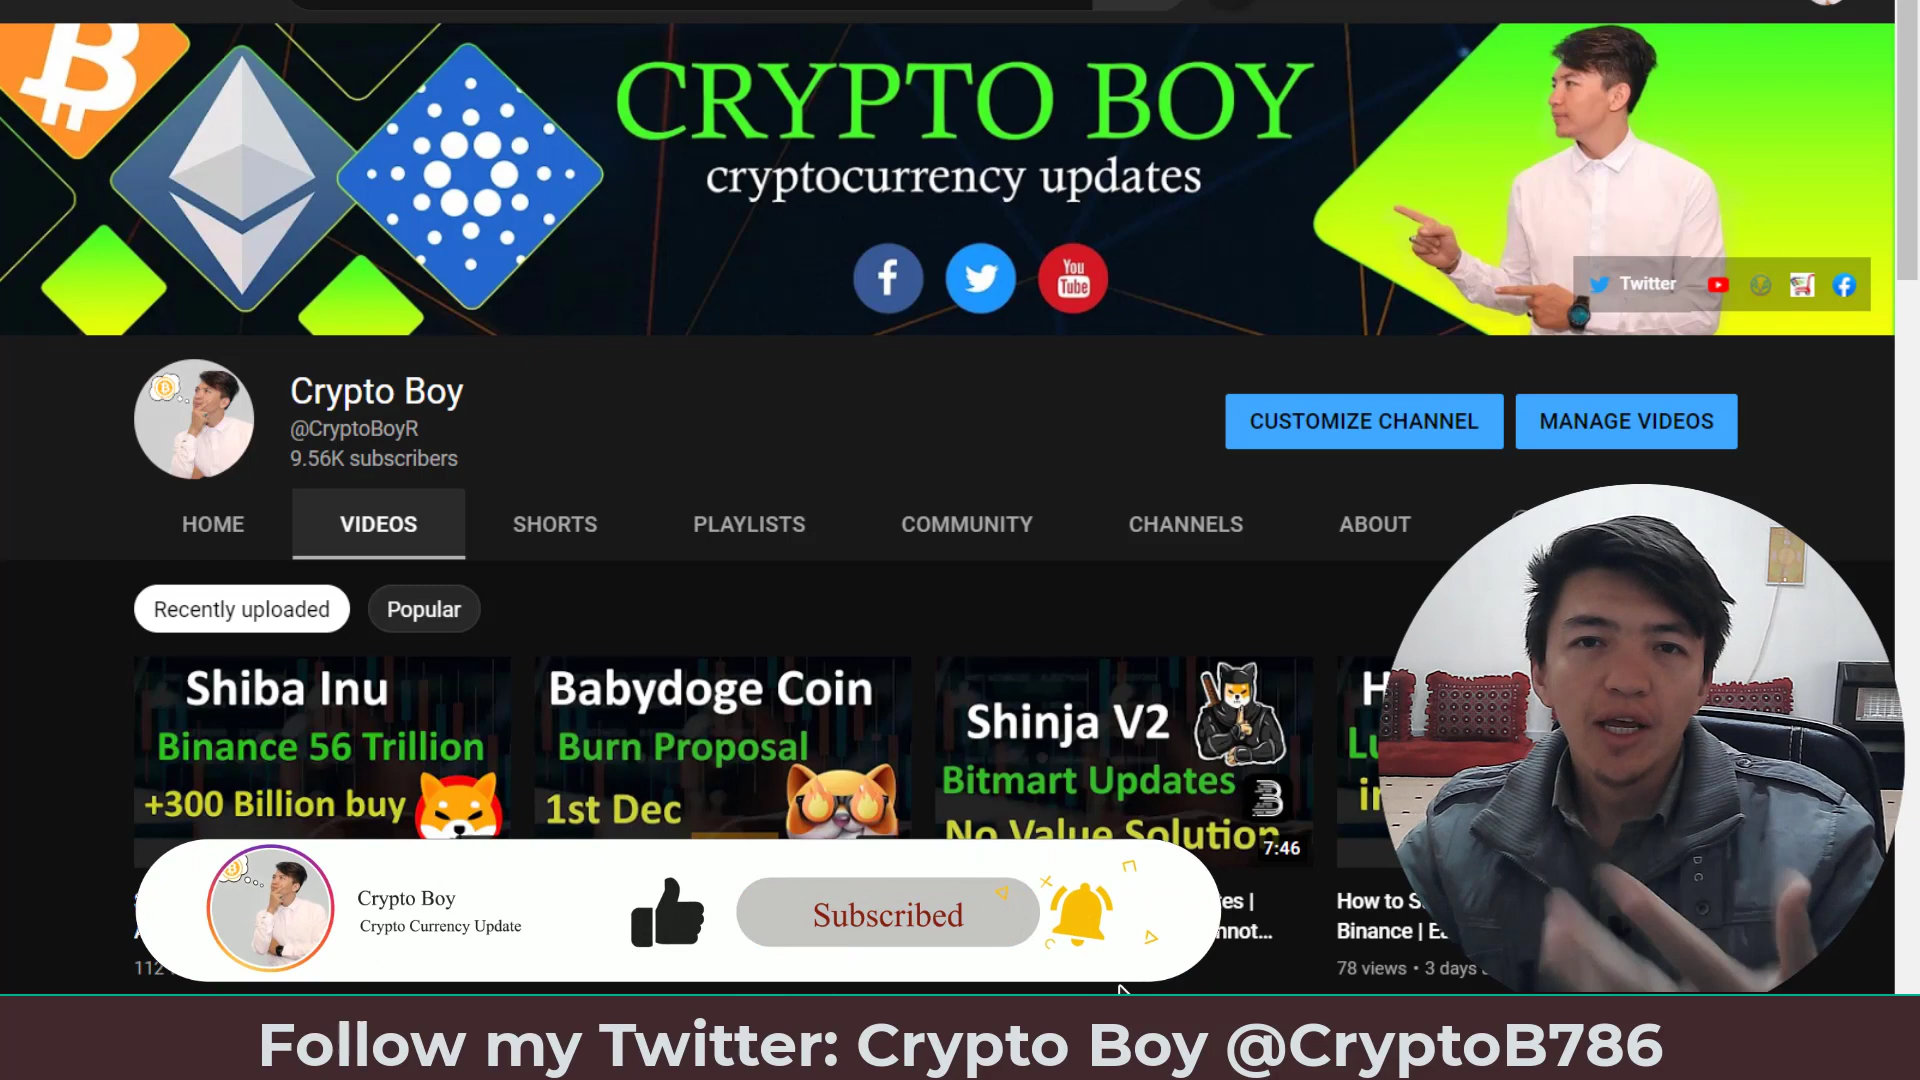 CRYPTO BOY
cryptocurrency updates
You
Tube
Twitter
Crypto Boy
@CryptoBoyR
9.56K subscribers
CUSTOMIZE CHANNEL
MANAGE VIDEOS
HOME
VIDEOS
SHORTS
PLAYLISTS
COMMUNITY
CHANNELS
ABOUT
Recently uploaded
Popular
Shiba Inu
Binance 56 Trillion
+300 Billion buy
Babydoge Coin
Burn Proposal
1st Dec
Shinja V2
Bitmart Updates
No Value Solution
7:46
How to
Binance |
78 views • 3 days
Crypto Boy
Crypto Currency Update
Subscribed
Follow my Twitter: Crypto Boy @CryptoB786